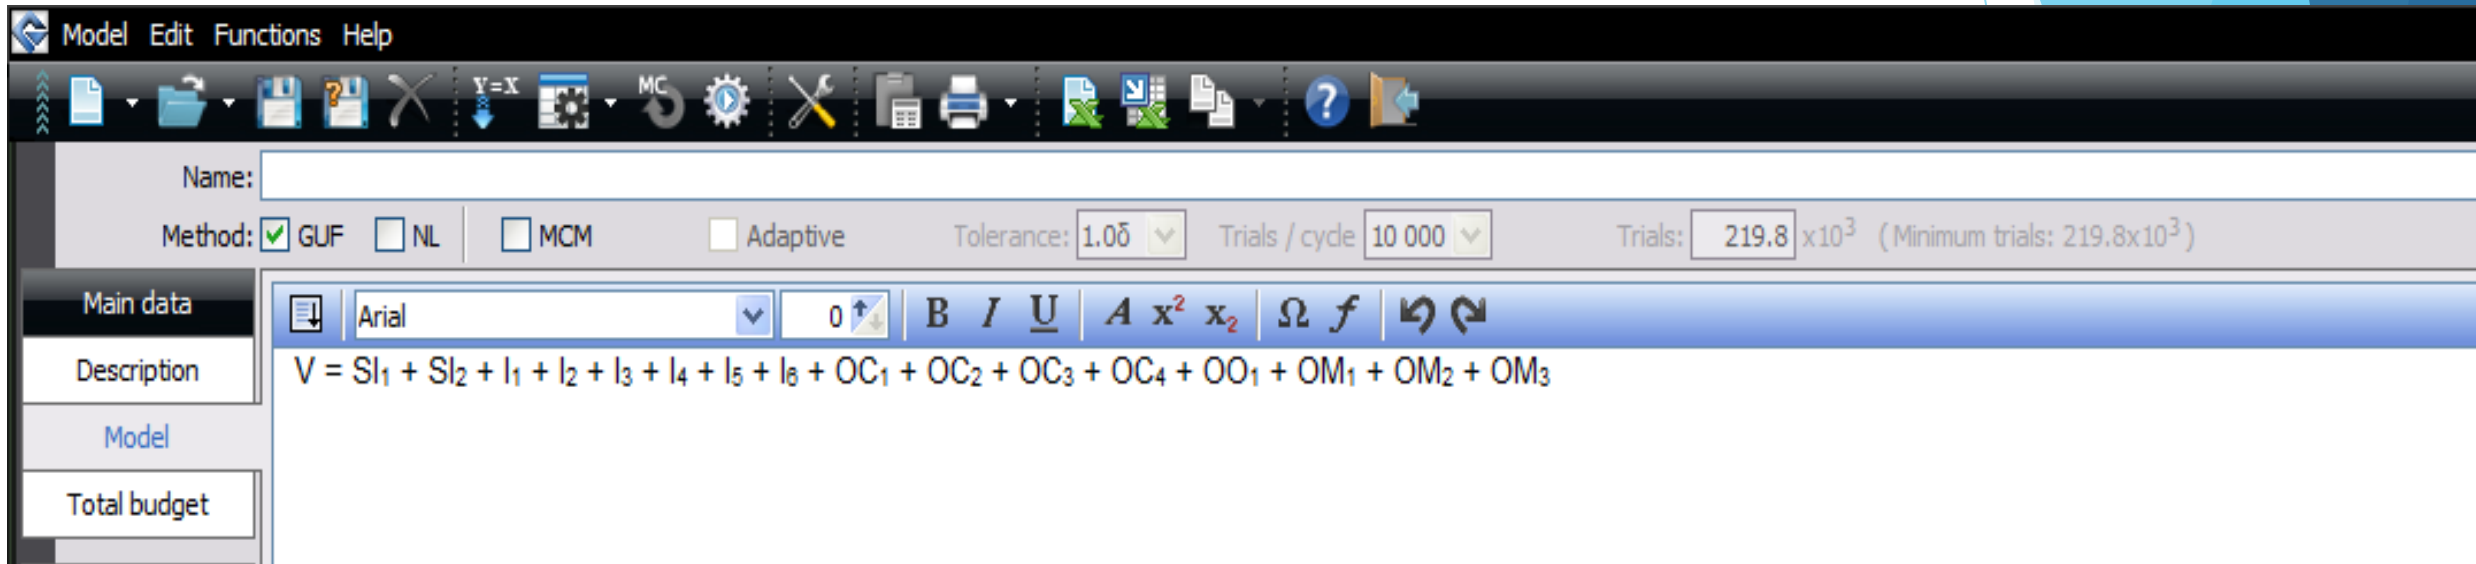 Model Edit Functions Help
Y=X MC
Name:
Method: GUF NL MCM Adaptive Tolerance: 1.0δ Trials / cycle 10 000 Trials: 219.8 x10³ (Minimum trials: 219.8x10³)
Main data
Arial 0 B I U A x² x₂ Ω f
Description
V = SI₁ + SI₂ + I₁ + I₂ + I₃ + I₄ + I₅ + I₆ + OC₁ + OC₂ + OC₃ + OC₄ + OO₁ + OM₁ + OM₂ + OM₃
Model
Total budget